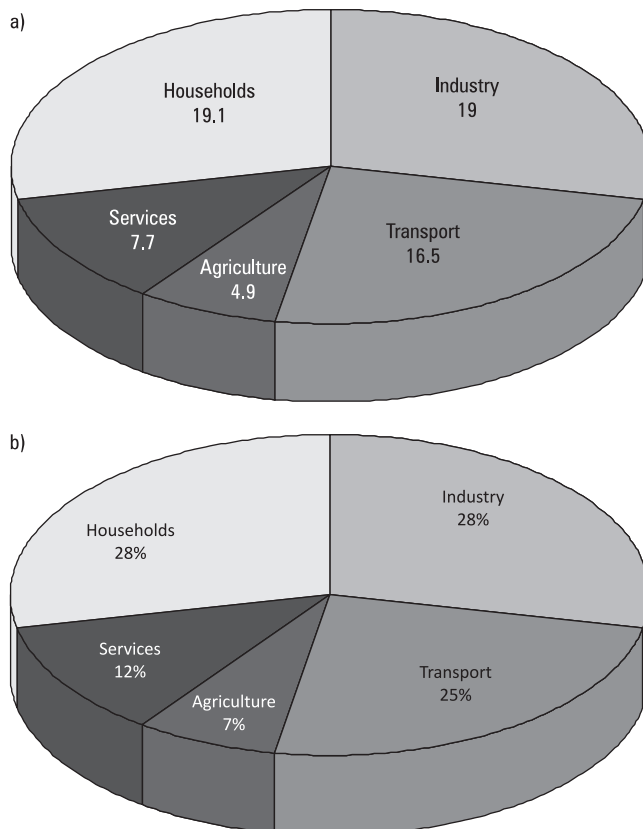 a)
Households
19.1
Industry
19
Services
7.7
Agriculture
4.9
Transport
16.5
b)
Households
28%
Industry
28%
Services
12%
Agriculture
7%
Transport
25%